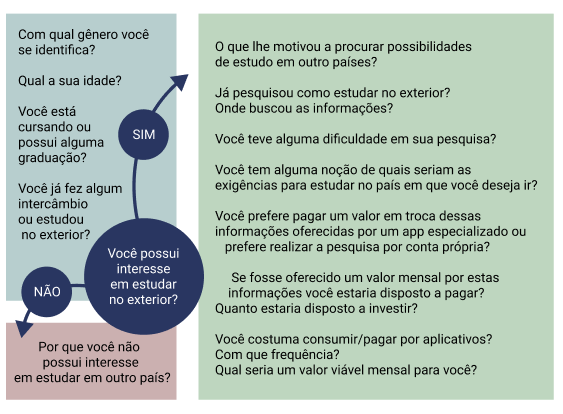 Com qual gênero você
se identifica?
Qual a sua idade?
Você está
cursando ou
possui alguma
graduação?
Você já fez algum
intercâmbio
ou estudou
no exterior?
Você possui
interesse
em estudar
no exterior?
SIM
NÃO
Por que você não
possui interesse
em estudar em outro país?
O que lhe motivou a procurar possibilidades
de estudo em outro países?
Já pesquisou como estudar no exterior?
Onde buscou as informações?
Você teve alguma dificuldade em sua pesquisa?
Você tem alguma noção de quais seriam as
exigências para estudar no país em que você deseja ir?
Você prefere pagar um valor em troca dessas
informações oferecidas por um app especializado ou
prefere realizar a pesquisa por conta própria?
Se fosse oferecido um valor mensal por estas
informações você estaria disposto a pagar?
Quanto estaria disposto a investir?
Você costuma consumir/pagar por aplicativos?
Com que frequência?
Qual seria um valor viável mensal para você?